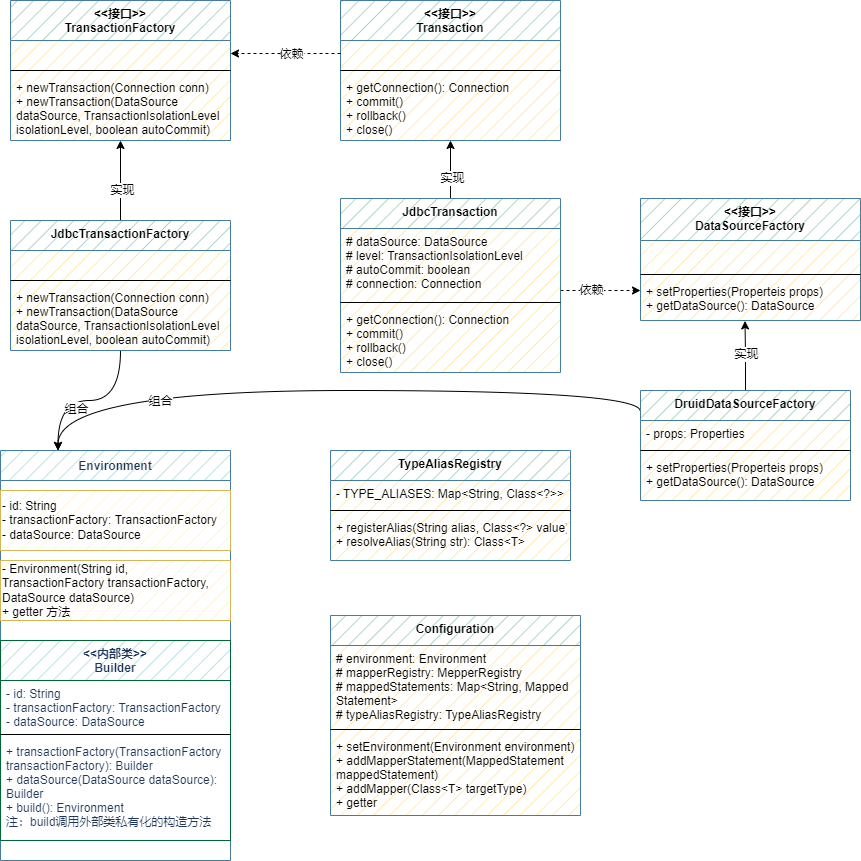 <<接口>>
TransactionFactory
+ newTransaction(Connection conn)
+ newTransaction(DataSource
dataSource, TransactionIsolationLevel
isolationLevel, boolean autoCommit)
依赖
<<接口>>
Transaction
+ getConnection(): Connection
+ commit()
+ rollback()
+ close()
实现
实现
JdbcTransactionFactory
+ newTransaction(Connection conn)
+ newTransaction(DataSource
dataSource, TransactionIsolationLevel
isolationLevel, boolean autoCommit)
JdbcTransaction
# dataSource: DataSource
# level: TransactionIsolationLevel
# autoCommit: boolean
# connection: Connection
+ getConnection(): Connection
+ commit()
+ rollback()
+ close()
依赖
<<接口>>
DataSourceFactory
+ setProperties(Properteis props)
+ getDataSource(): DataSource
实现
DruidDataSourceFactory
- props: Properties
+ setProperties(Properteis props)
+ getDataSource(): DataSource
组合
组合
Environment
- id: String
- transactionFactory: TransactionFactory
- dataSource: DataSource
- Environment(String id,
TransactionFactory transactionFactory,
DataSource dataSource)
+ getter 方法
<<内部类>>
Builder
- id: String
- transactionFactory: TransactionFactory
- dataSource: DataSource
+ transactionFactory(TransactionFactory
transactionFactory): Builder
+ dataSource(DataSource dataSource):
Builder
+ build(): Environment
注：build调用外部类私有化的构造方法
TypeAliasRegistry
- TYPE_ALIASES: Map<String, Class<?>>
+ registerAlias(String alias, Class<?> value)
+ resolveAlias(String str): Class<T>
Configuration
# environment: Environment
# mapperRegistry: MepperRegistry
# mappedStatements: Map<String, Mapped
Statement>
# typeAliasRegistry: TypeAliasRegistry
+ setEnvironment(Environment environment)
+ addMapperStatement(MappedStatement
mappedStatement)
+ addMapper(Class<T> targetType)
+ getter